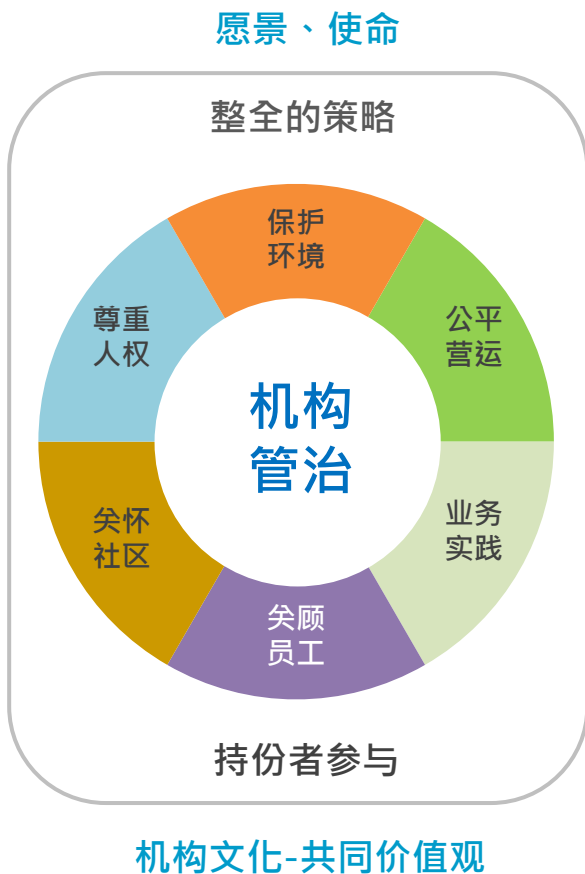 愿景、使命
整全的策略
保护
环境
尊重
人权
公平
营运
机构
管治
关怀
社区
业务
实践
关顾
员工
持份者参与
机构文化-共同价值观